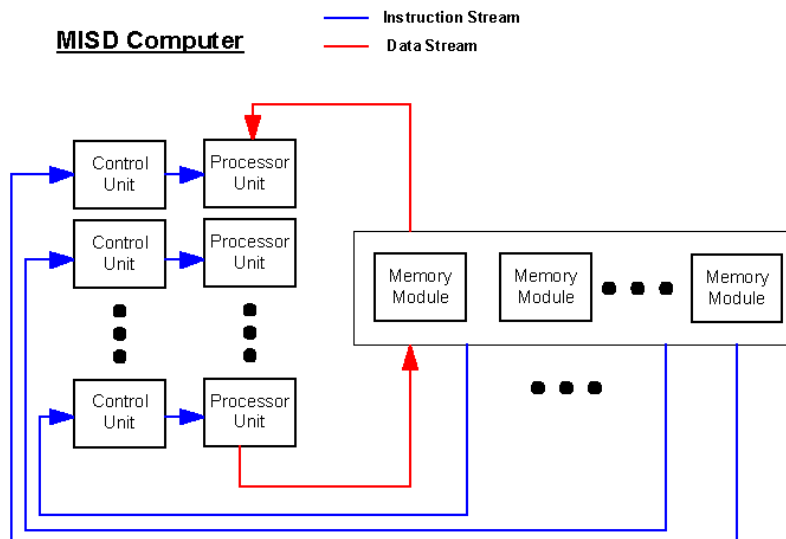 Instruction Stream
MISD Computer
Data Stream
Control
Unit
Processor
Unit
Control
Unit
Processor
Unit
Memory
Module
Memory
Module
Memory
Module
Control
Unit
Processor
Unit